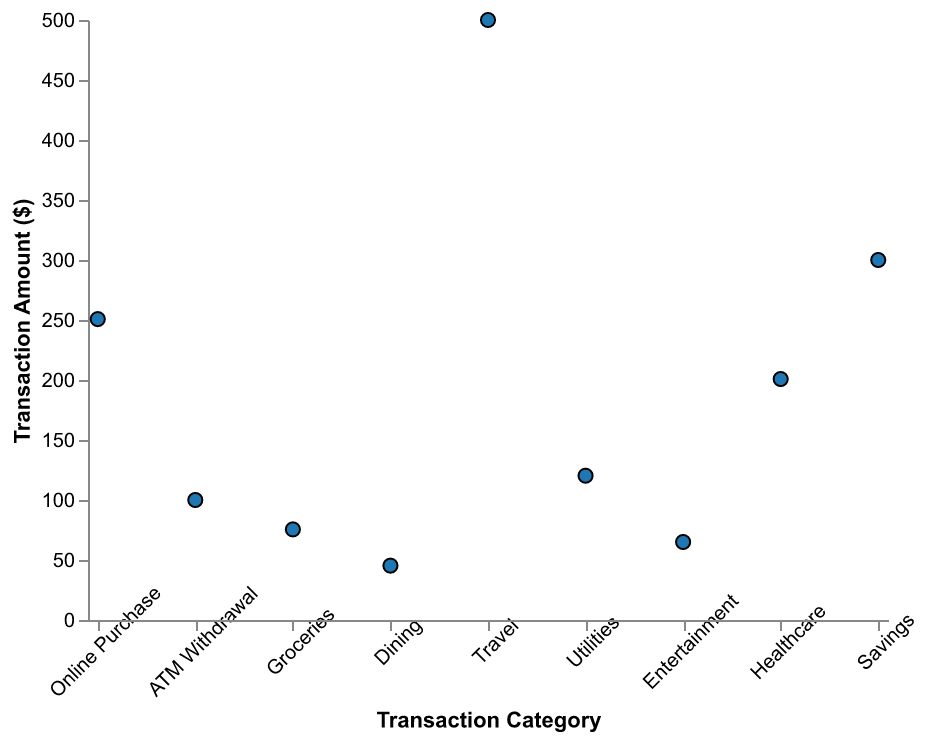 500
450
400
350
300
250
200
150
100
50
0
Transaction Amount ($)
Online Purchase
ATM Withdrawal
Groceries
Dining
Travel
Utilities
Entertainment
Healthcare
Savings
Transaction Category